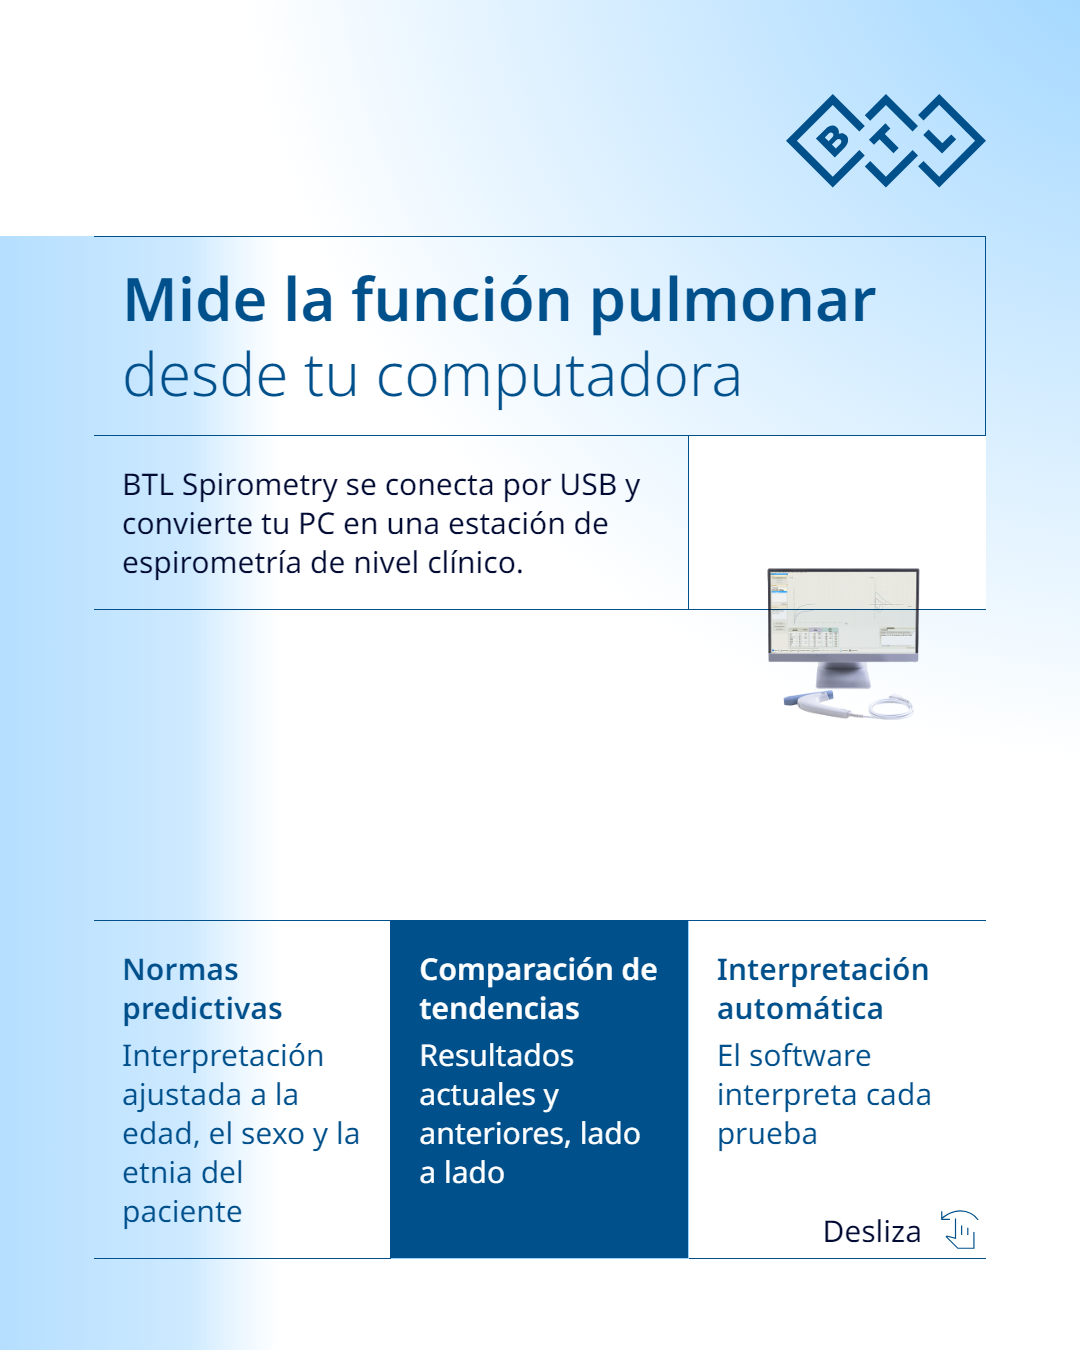 BTL
Mide la función pulmonar
desde tu computadora
BTL Spirometry se conecta por USB y
convierte tu PC en una estación de
espirometría de nivel clínico.
Normas
predictivas
Interpretación
ajustada a la
edad, el sexo y la
etnia del
paciente
Comparación de
tendencias
Resultados
actuales y
anteriores, lado
a lado
Interpretación
automática
El software
interpreta cada
prueba
Desliza